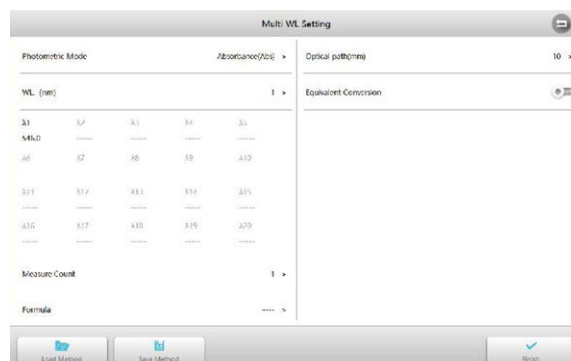 Multi WL Setting
Photometric Mode Absorbance(Abs) >
Optical path(mm) 10 >
WL (nm) 1 >
Equivalent Conversion
λ1 λ2 λ3 λ4 λ5
546.0 ----- ----- ----- -----
λ6 λ7 λ8 λ9 λ10
λ11 λ12 λ13 λ14 λ15
----- ----- ----- ----- -----
λ16 λ17 λ18 λ19 λ20
----- ----- ----- ----- -----
Measure Count 1 >
Formula ---- >
Load Method
Save Method
Finish